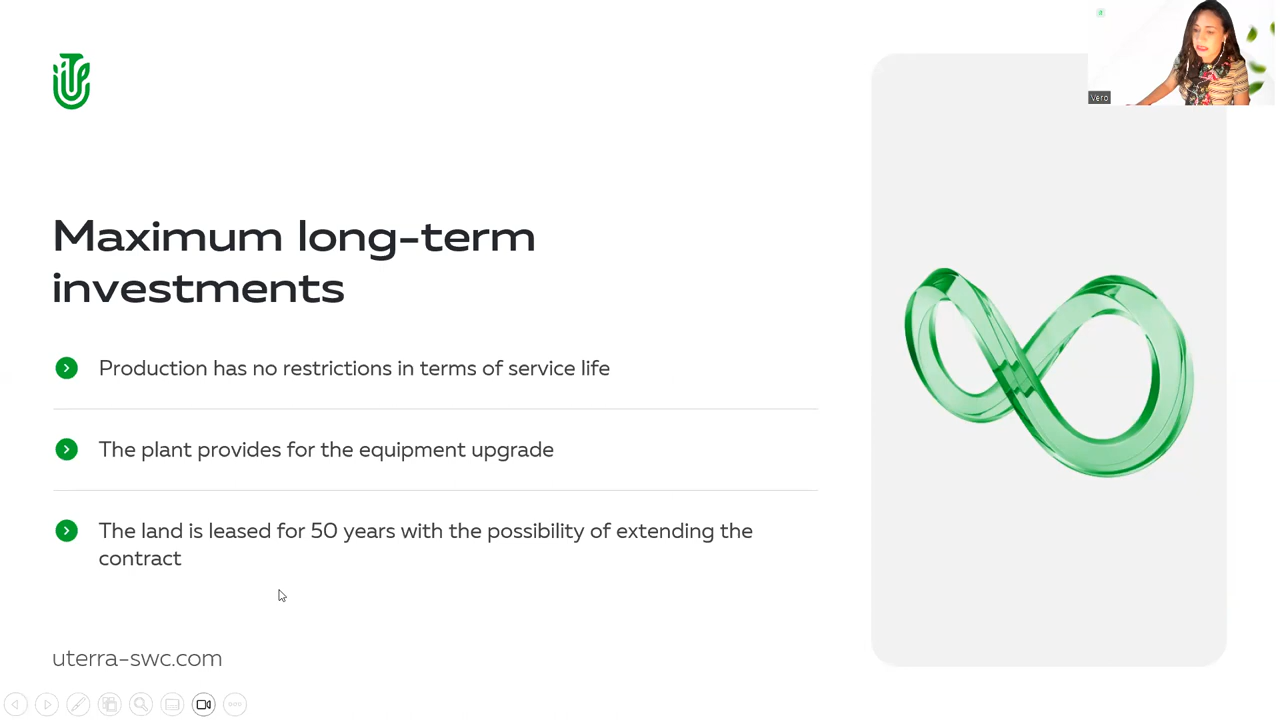 Vero
Maximum long-term
investments
Production has no restrictions in terms of service life
The plant provides for the equipment upgrade
The land is leased for 50 years with the possibility of extending the
contract
uterra-swc.com